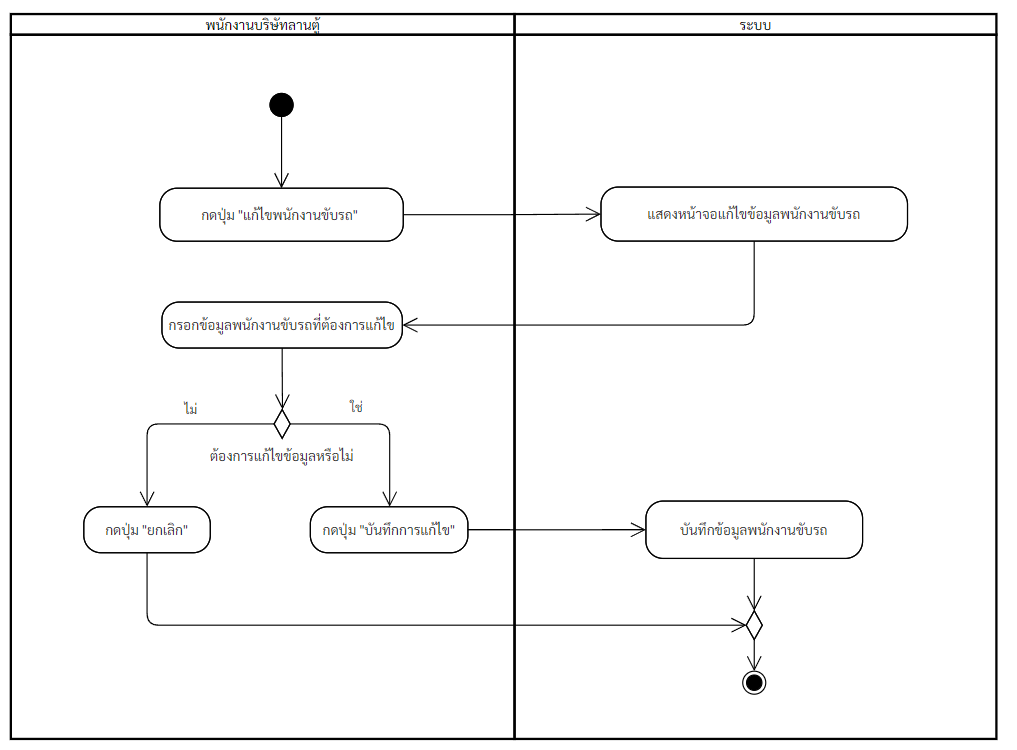 พนักงานบริษัทลานตู้
ระบบ
กดปุ่ม "แก้ไขพนักงานขับรถ"
แสดงหน้าจอแก้ไขข้อมูลพนักงานขับรถ
กรอกข้อมูลพนักงานขับรถที่ต้องการแก้ไข
ไม่
ใช่
ต้องการแก้ไขข้อมูลหรือไม่
กดปุ่ม "ยกเลิก"
กดปุ่ม "บันทึกการแก้ไข"
บันทึกข้อมูลพนักงานขับรถ